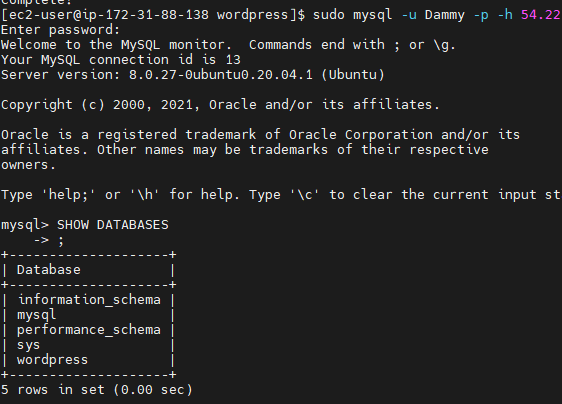 Complete!
[ec2-user@ip-172-31-88-138 wordpress]$ sudo mysql -u Dammy -p -h 54.22
Enter password:
Welcome to the MySQL monitor.  Commands end with ; or \g.
Your MySQL connection id is 13
Server version: 8.0.27-0ubuntu0.20.04.1 (Ubuntu)
Copyright (c) 2000, 2021, Oracle and/or its affiliates.
Oracle is a registered trademark of Oracle Corporation and/or its
affiliates. Other names may be trademarks of their respective
owners.
Type 'help;' or '\h' for help. Type '\c' to clear the current input st
mysql> SHOW DATABASES
    -> ;
+--------------------+
| Database           |
+--------------------+
| information_schema |
| mysql              |
| performance_schema |
| sys                |
| wordpress          |
+--------------------+
5 rows in set (0.00 sec)